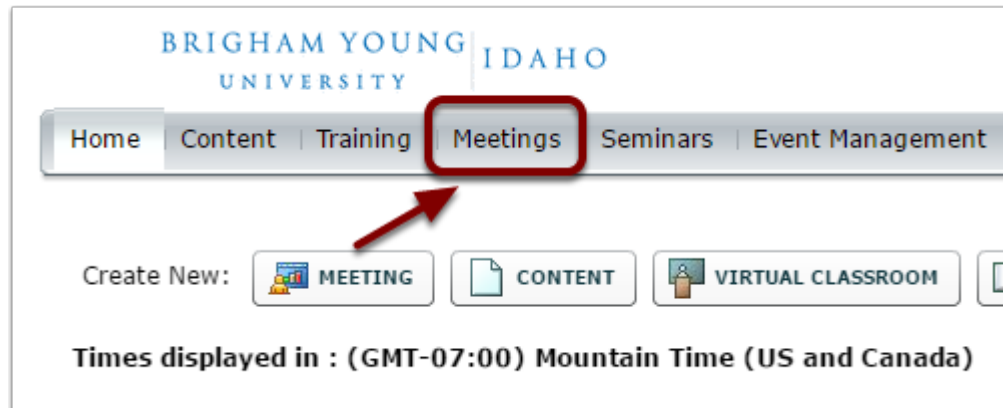 BRIGHAM YOUNG
UNIVERSITY
IDAHO
Home Content Training Meetings Seminars Event Management
Create New: MEETING CONTENT VIRTUAL CLASSROOM
Times displayed in : (GMT-07:00) Mountain Time (US and Canada)